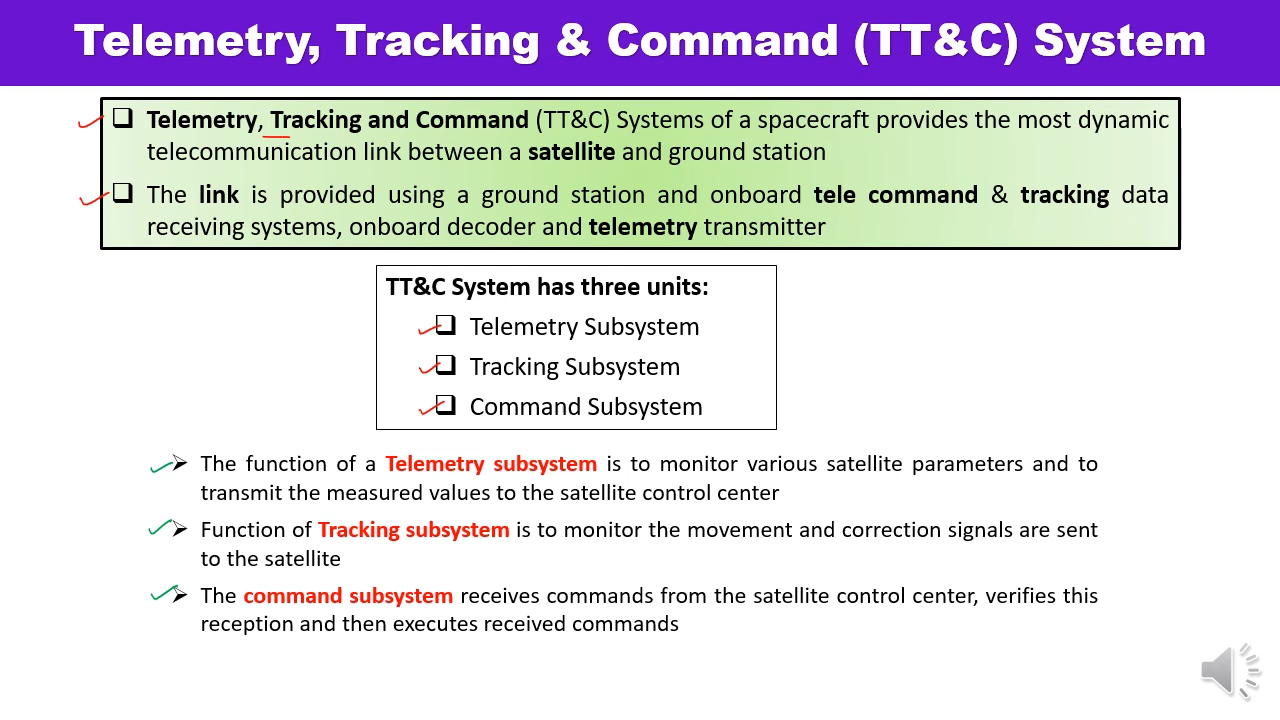 Telemetry, Tracking & Command (TT&C) System
Telemetry, Tracking and Command (TT&C) Systems of a spacecraft provides the most dynamic
telecommunication link between a satellite and ground station
The link is provided using a ground station and onboard tele command & tracking data
receiving systems, onboard decoder and telemetry transmitter
TT&C System has three units:
Telemetry Subsystem
Tracking Subsystem
Command Subsystem
The function of a Telemetry subsystem is to monitor various satellite parameters and to
transmit the measured values to the satellite control center
Function of Tracking subsystem is to monitor the movement and correction signals are sent
to the satellite
The command subsystem receives commands from the satellite control center, verifies this
reception and then executes received commands